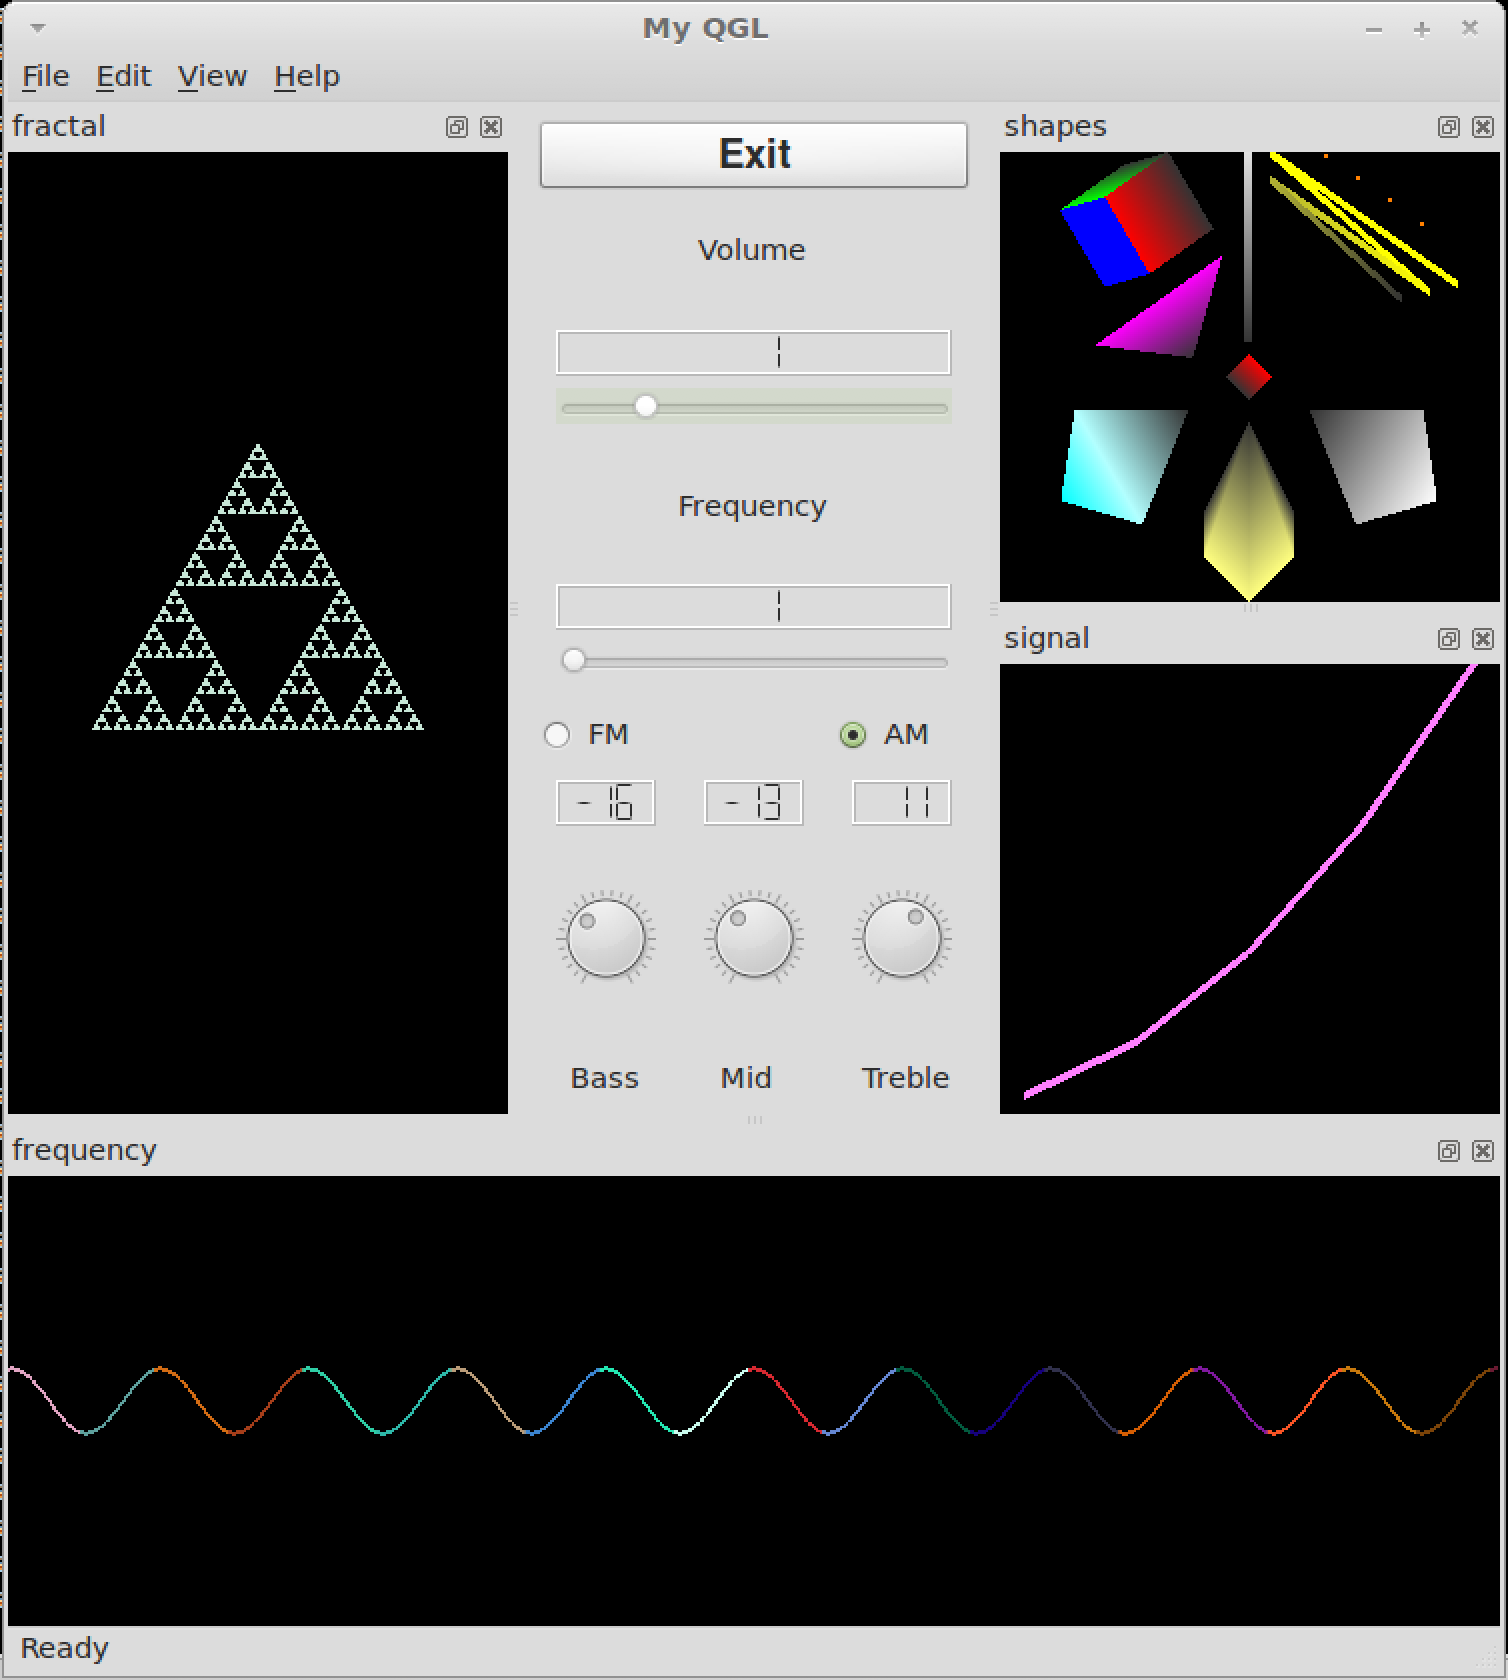 My QGL
File Edit View Help
fractal
Exit
Volume
1
Frequency
1
FM AM
-16 -13 11
Bass Mid Treble
shapes
signal
frequency
Ready